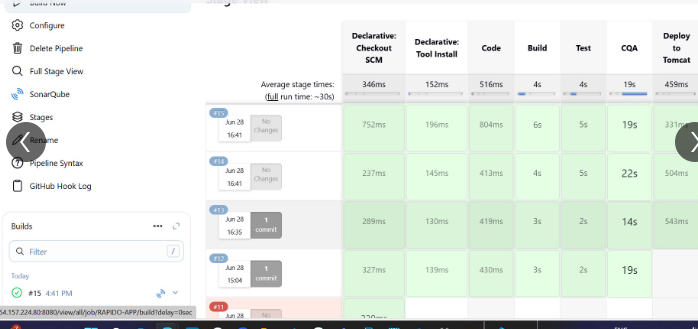 Build Now
Configure
Delete Pipeline
Full Stage View
SonarQube
Stages
Rename
Pipeline Syntax
GitHub Hook Log
Builds
Filter /
Today
#15 4:41 PM
54.157.224.80:8080/view/all/job/RAPIDO-APP/build?delay=0sec
Declarative: Checkout SCM
Declarative: Tool Install
Code
Build
Test
CQA
Deploy to Tomcat
Average stage times:
(full run time: ~30s)
346ms 152ms 516ms 4s 4s 19s 459ms
#15
Jun 28 16:41
No Changes
752ms 196ms 804ms 6s 5s 19s 331ms
#14
Jun 28 16:41
No Changes
237ms 145ms 413ms 4s 5s 22s 504ms
#13
Jun 28 16:35
1 commit
289ms 130ms 419ms 3s 2s 14s 543ms
#12
Jun 28 15:04
1 commit
327ms 139ms 430ms 3s 2s 19s
#11
Jun 28
No